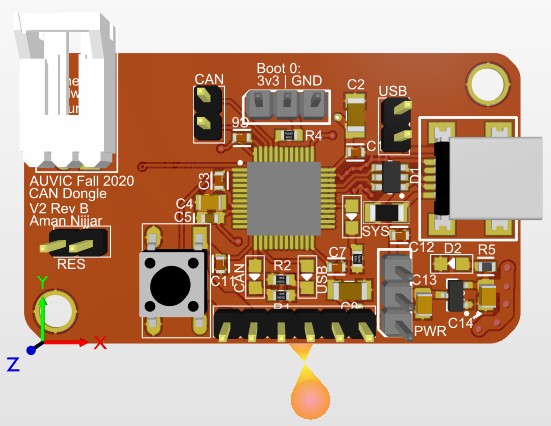 CAN
Boot 0:
3v3 | GND
C2
USB
R4
D1
AUVIC Fall 2020
CAN Dongle
V2 Rev B
Aman Nijjar
RES
C3
C4
C5
SYS
C12
C7
D2
R5
C11
CAN
R2
USB
C13
C14
PWR
Y
X
Z